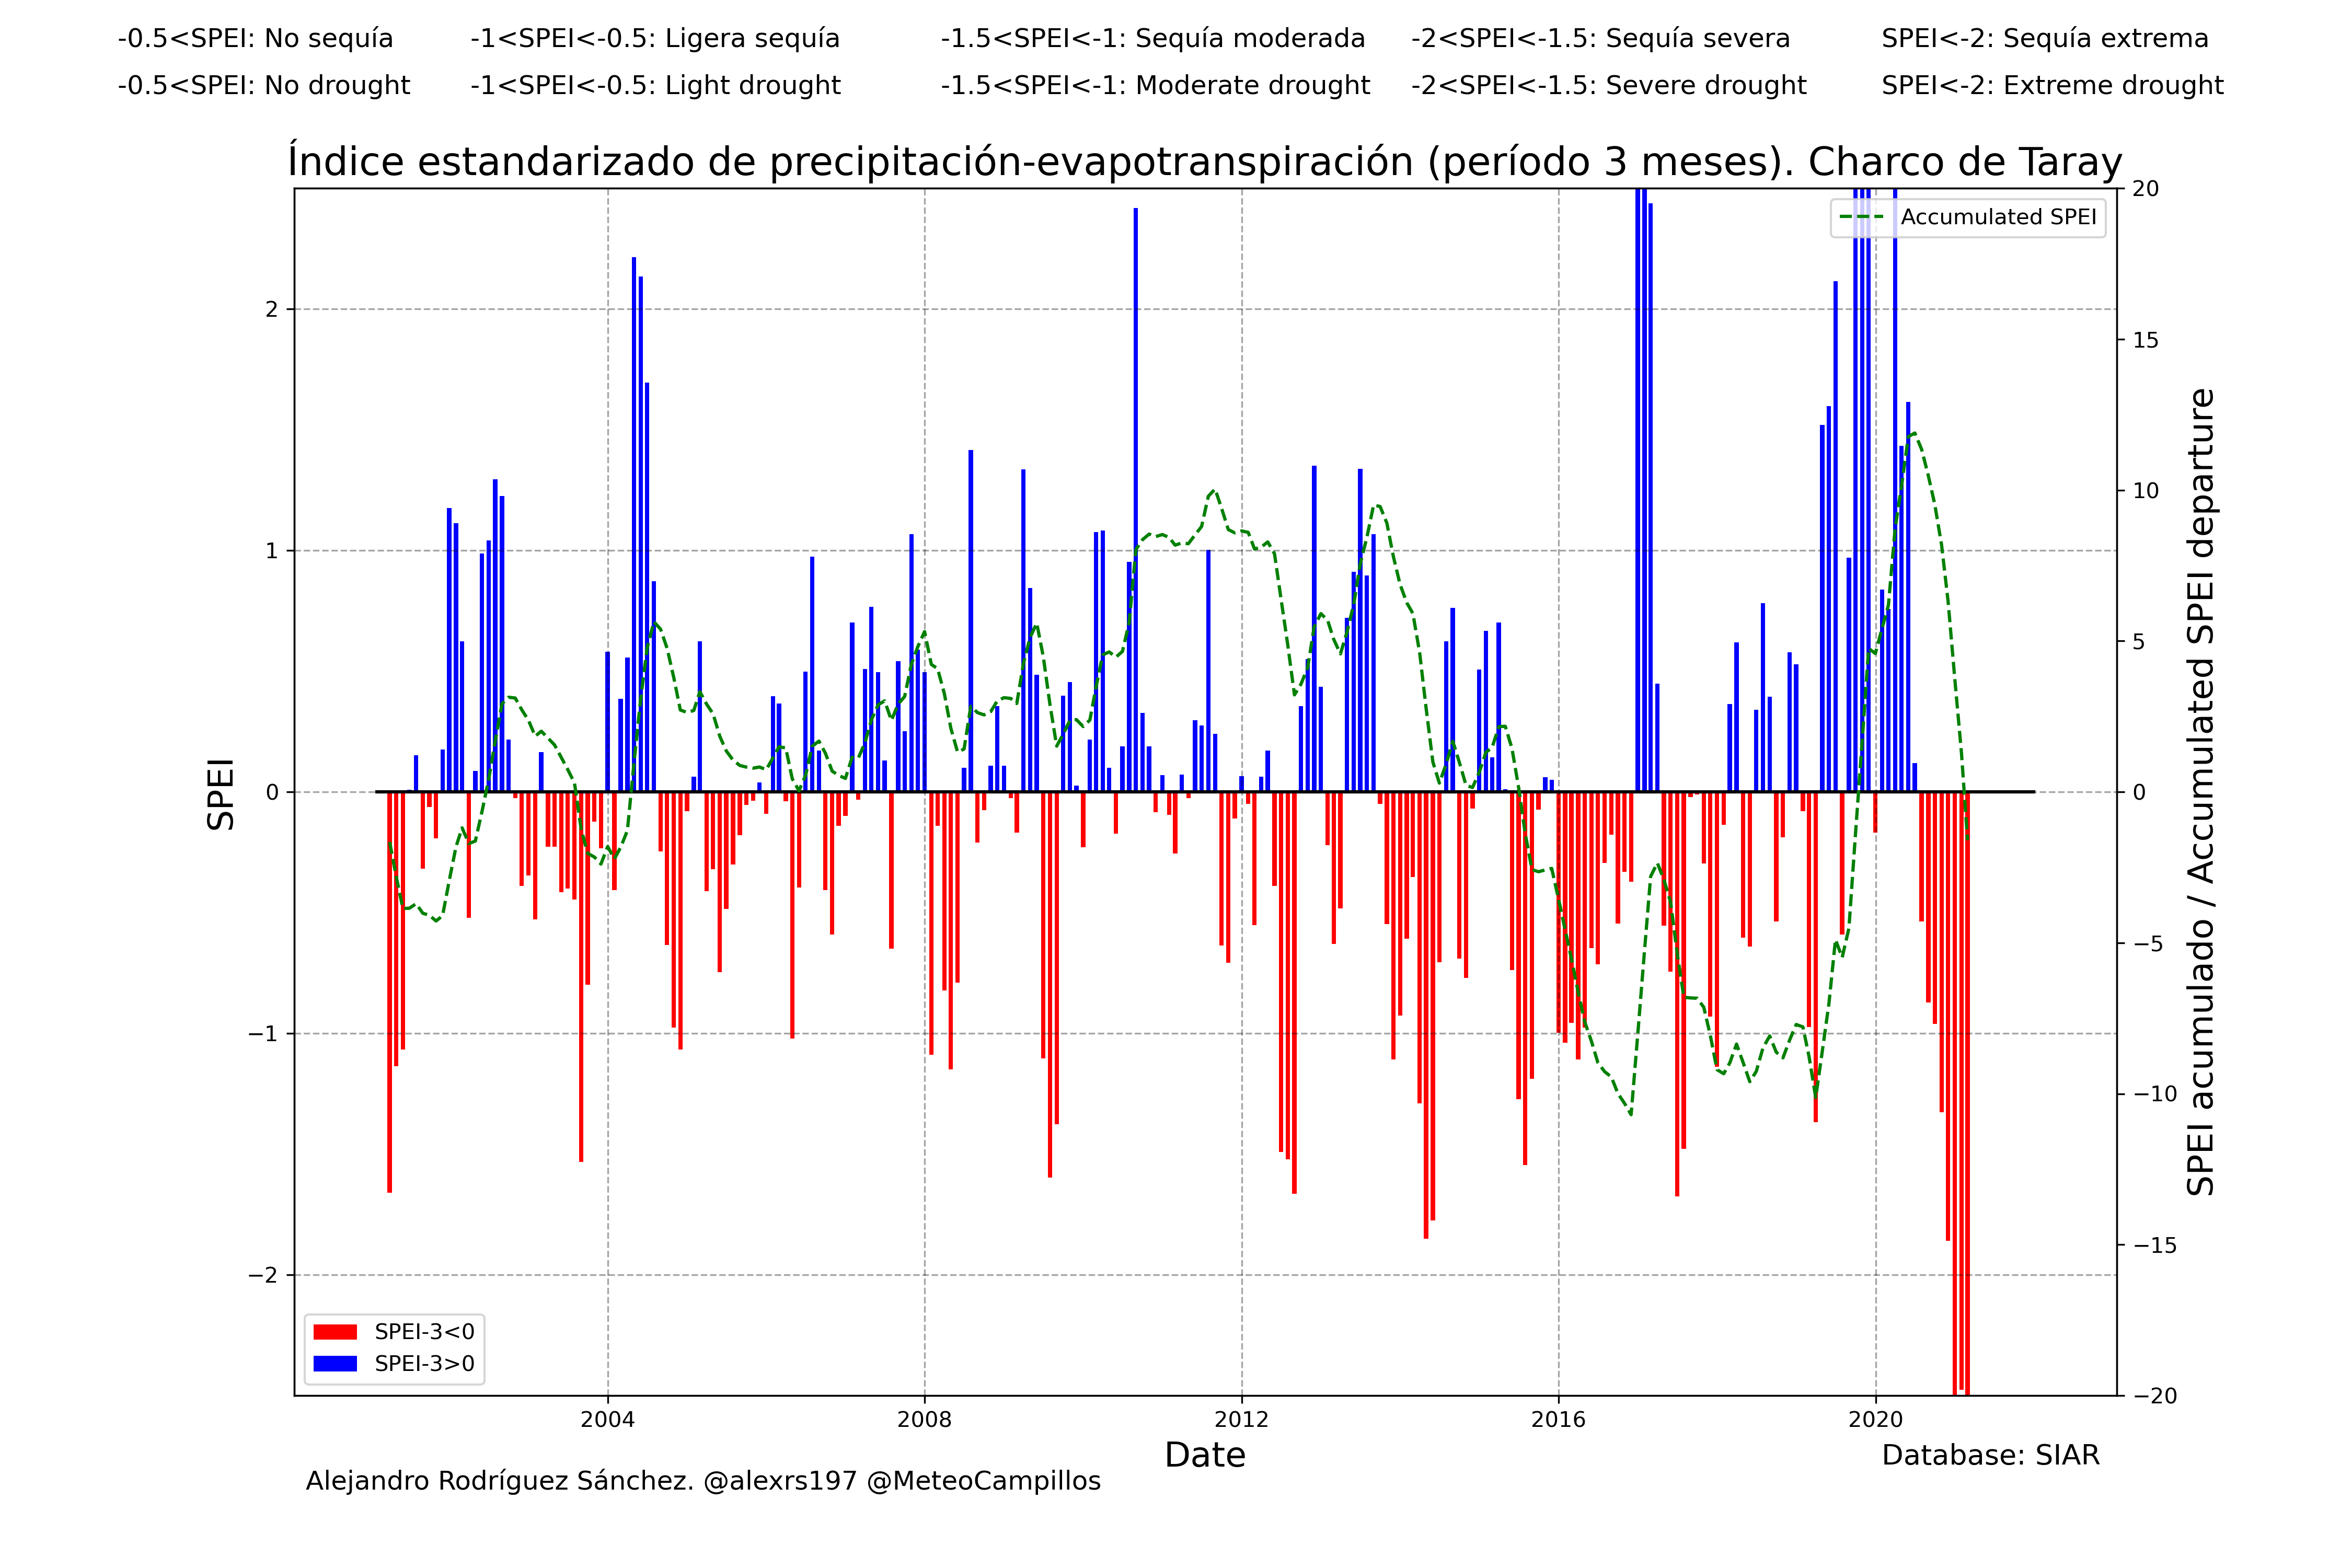 -0.5<SPEI: No sequía -1<SPEI<-0.5: Ligera sequía -1.5<SPEI<-1: Sequía moderada -2<SPEI<-1.5: Sequía severa SPEI<-2: Sequía extrema
-0.5<SPEI: No drought -1<SPEI<-0.5: Light drought -1.5<SPEI<-1: Moderate drought -2<SPEI<-1.5: Severe drought SPEI<-2: Extreme drought
Índice estandarizado de precipitación-evapotranspiración (período 3 meses). Charco de Taray
Accumulated SPEI
SPEI
2
1
0
−1
−2
20
15
10
5
0
−5
−10
−15
−20
SPEI acumulado / Accumulated SPEI departure
SPEI-3<0
SPEI-3>0
2004 2008 2012 2016 2020
Date
Database: SIAR
Alejandro Rodríguez Sánchez. @alexrs197 @MeteoCampillos